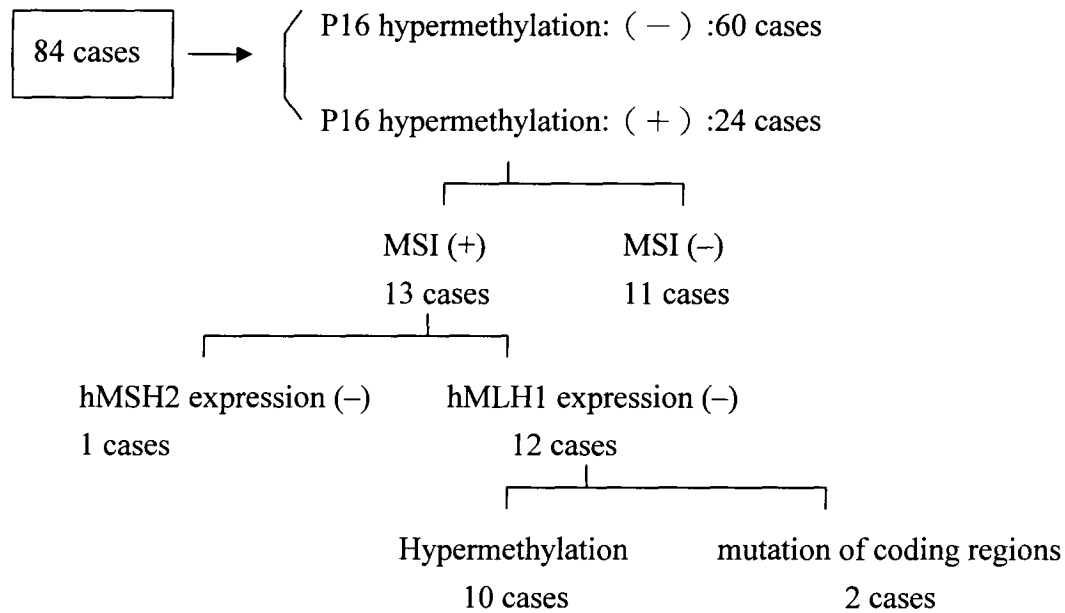 P16 hypermethylation: ( － ) :60 cases
84 cases
P16 hypermethylation: ( ＋ ) :24 cases
MSI (+) MSI (–)
13 cases 11 cases
hMSH2 expression (–) hMLH1 expression (–)
1 cases 12 cases
Hypermethylation mutation of coding regions
10 cases 2 cases